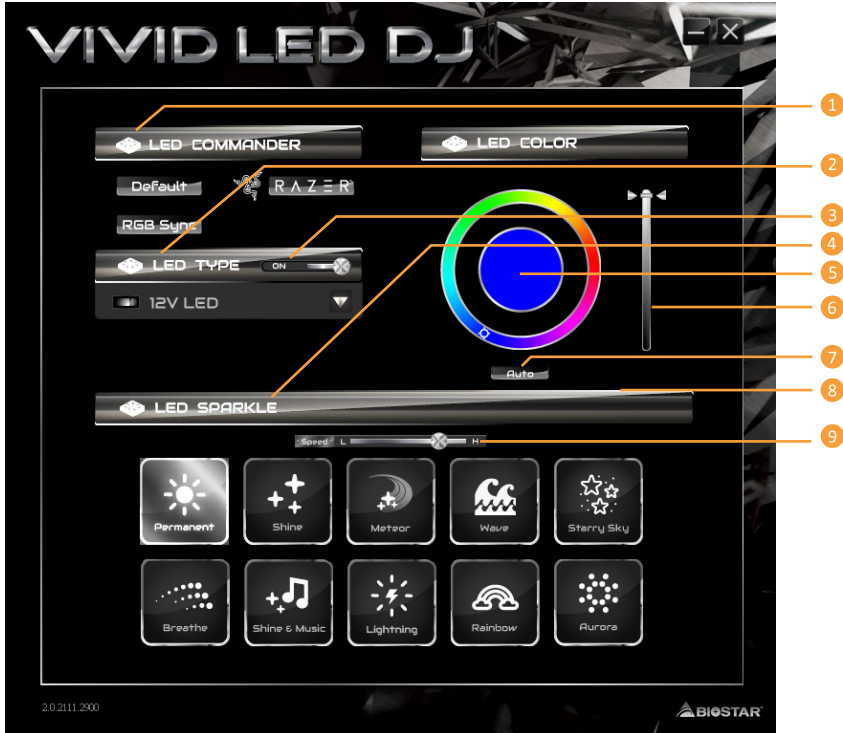 VIVID LED DJ
1
LED COMMANDER
LED COLOR
2
Default
RAZER
3
RGB Sync
4
LED TYPE
ON
5
12V LED
6
7
Auto
8
LED SPARKLE
9
Speed
L
H
Permanent
Shine
Meteor
Wave
Starry Sky
Breathe
Shine & Music
Lightning
Rainbow
Aurora
2.0.2111.2900
BIOSTAR